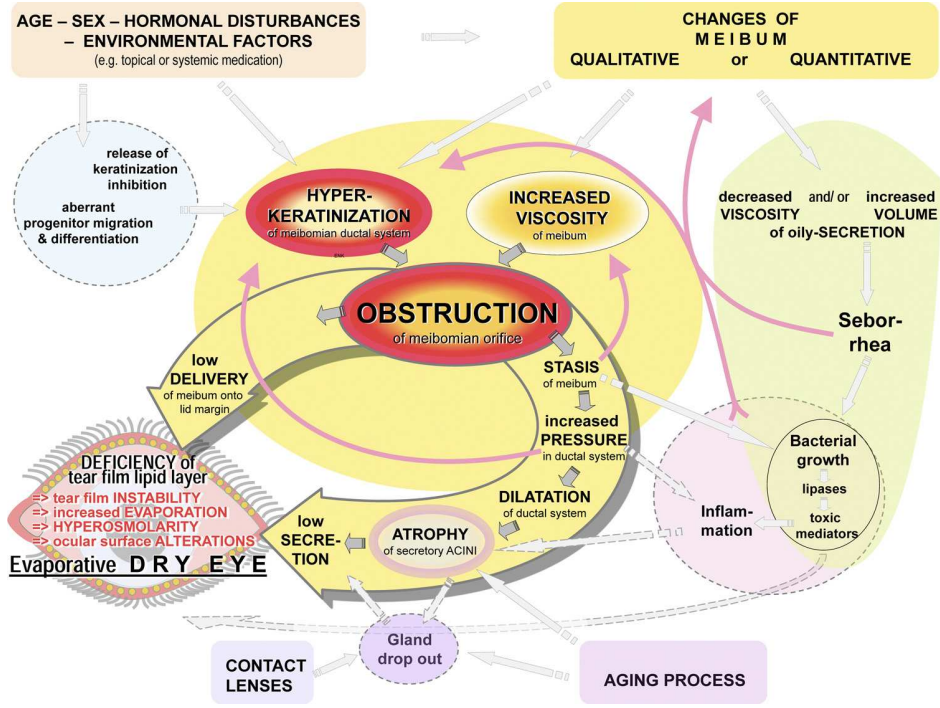 AGE – SEX – HORMONAL DISTURBANCES
– ENVIRONMENTAL FACTORS
(e.g. topical or systemic medication)
CHANGES OF
M E I B U M
QUALITATIVE or QUANTITATIVE
release of
keratinization
inhibition
aberrant
progenitor migration
& differentiation
HYPER-
KERATINIZATION
of meibomian ductal system
INCREASED
VISCOSITY
of meibum
decreased and/ or increased
VISCOSITY VOLUME
of oily-SECRETION
OBSTRUCTION
of meibomian orifice
Sebor-
rhea
low
DELIVERY
of meibum onto
lid margin
STASIS
of meibum
increased
PRESSURE
in ductal system
DILATATION
of ductal system
Bacterial
growth
lipases
toxic
mediators
Inflam-
mation
DEFICIENCY of
tear film lipid layer
=> tear film INSTABILITY
=> increased EVAPORATION
=> HYPEROSMOLARITY
=> ocular surface ALTERATIONS
Evaporative D R Y E Y E
low
SECRE-
TION
ATROPHY
of secretory ACINI
Gland
drop out
CONTACT
LENSES
AGING PROCESS